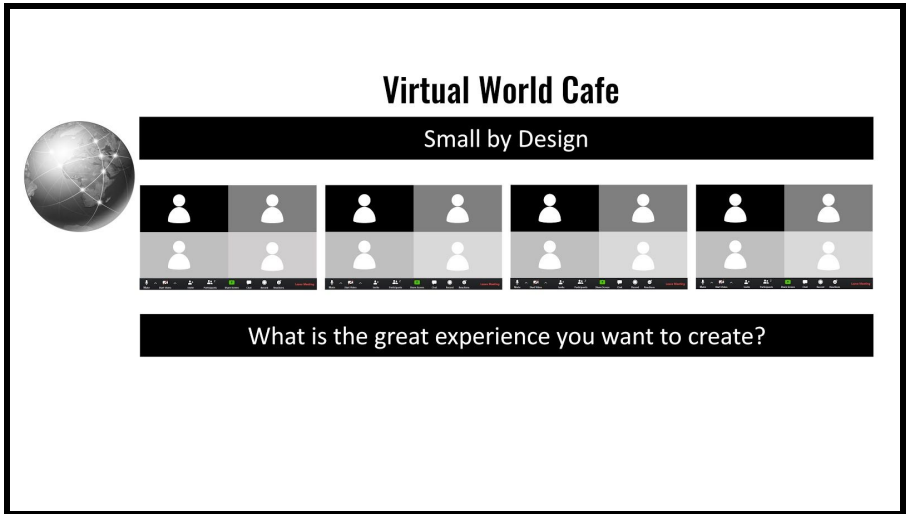 Virtual World Cafe
Small by Design
What is the great experience you want to create?